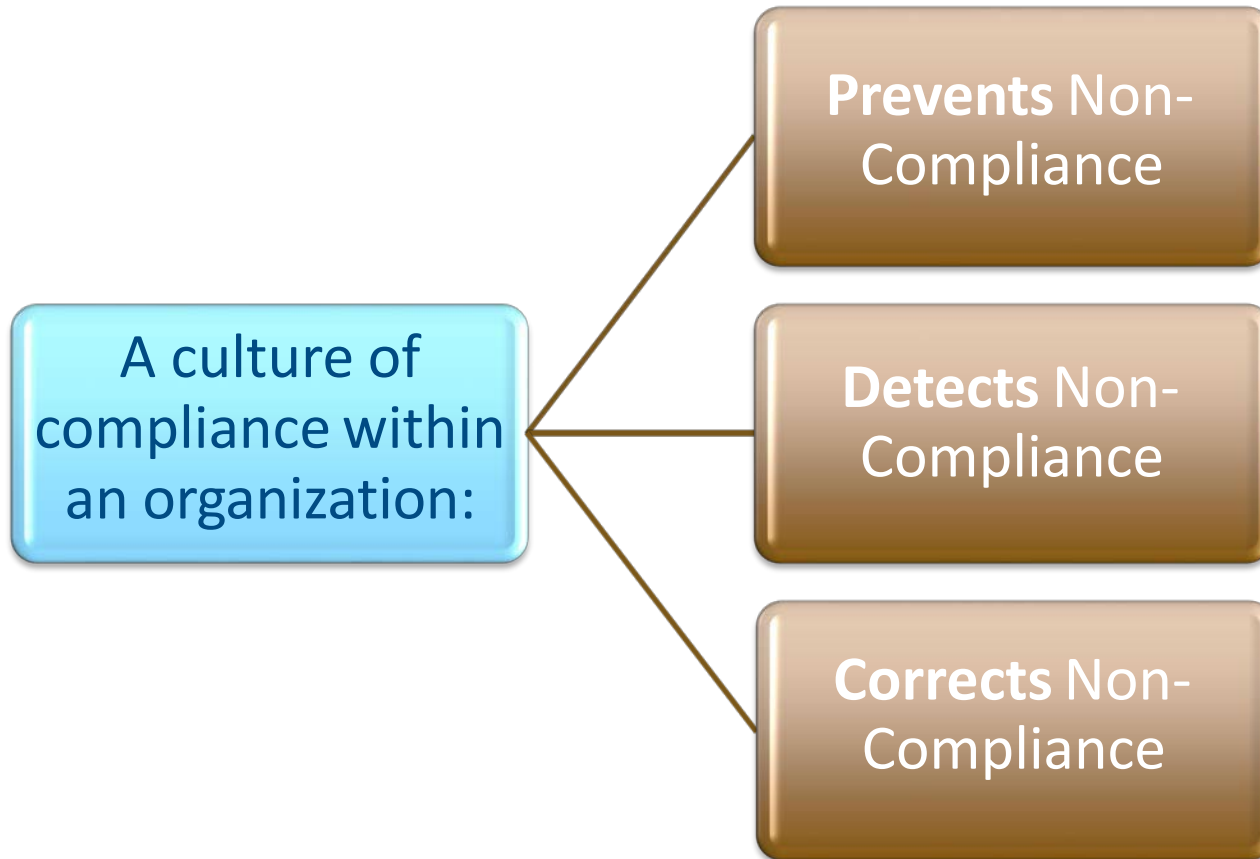 A culture of
compliance within
an organization:
Prevents Non-
Compliance
Detects Non-
Compliance
Corrects Non-
Compliance